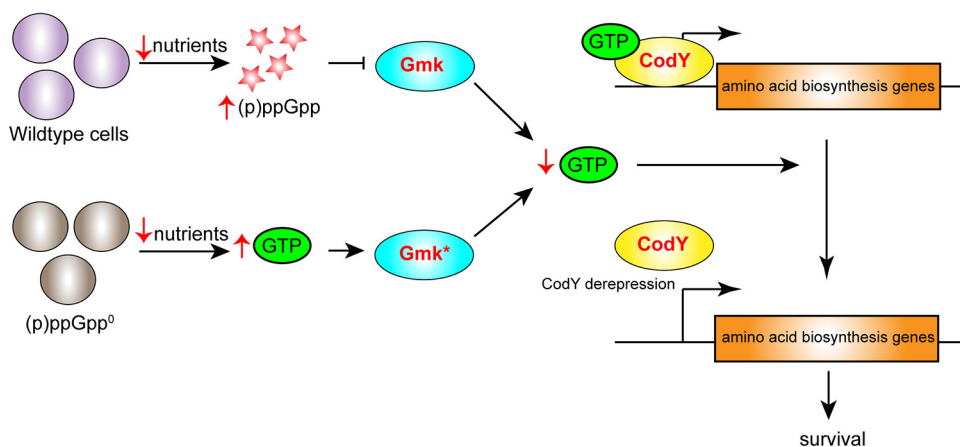 nutrients
Wildtype cells
(p)ppGpp
Gmk
GTP
CodY
amino acid biosynthesis genes
GTP
nutrients
(p)ppGpp⁰
GTP
Gmk*
CodY
CodY derepression
amino acid biosynthesis genes
survival